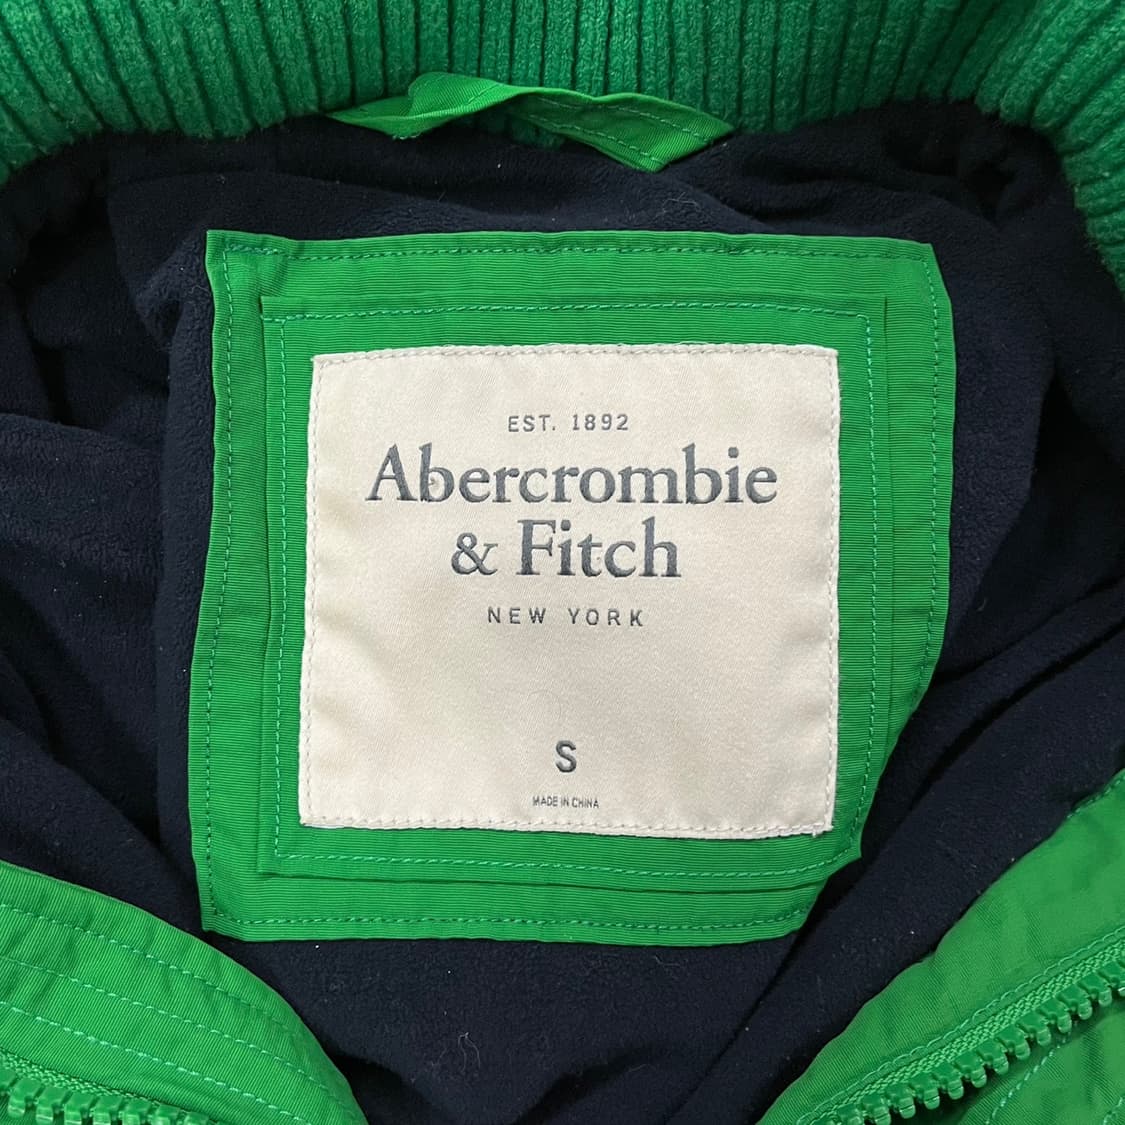 EST. 1892
Abercrombie
& Fitch
NEW YORK
S
MADE IN CHINA